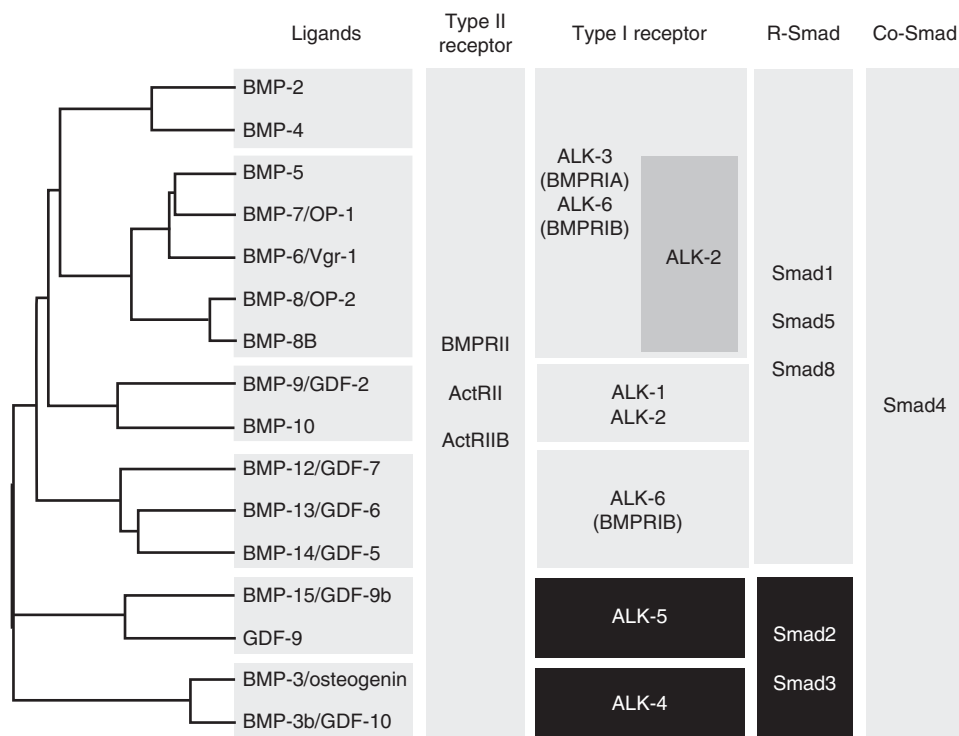 Ligands
Type II
receptor
Type I receptor
R-Smad
Co-Smad
BMP-2
BMP-4
BMP-5
BMP-7/OP-1
BMP-6/Vgr-1
BMP-8/OP-2
BMP-8B
BMP-9/GDF-2
BMP-10
BMP-12/GDF-7
BMP-13/GDF-6
BMP-14/GDF-5
BMP-15/GDF-9b
GDF-9
BMP-3/osteogenin
BMP-3b/GDF-10
BMPRII
ActRII
ActRIIB
ALK-3
(BMPRIA)
ALK-6
(BMPRIB)
ALK-2
ALK-1
ALK-2
ALK-6
(BMPRIB)
ALK-5
ALK-4
Smad1
Smad5
Smad8
Smad2
Smad3
Smad4